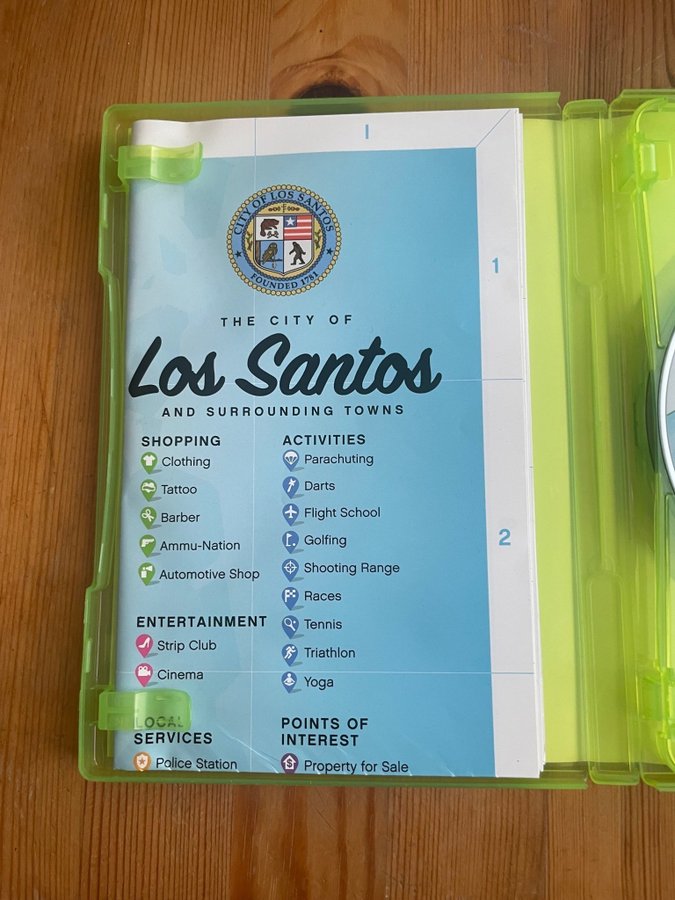 I
CITY OF LOS SANTOS
FOUNDED 1781
1
THE CITY OF
Los Santos
AND SURROUNDING TOWNS
SHOPPING
Clothing
Tattoo
Barber
Ammu-Nation
Automotive Shop
ENTERTAINMENT
Strip Club
Cinema
LOCAL
SERVICES
Police Station
ACTIVITIES
Parachuting
Darts
Flight School
Golfing
Shooting Range
Races
Tennis
Triathlon
Yoga
POINTS OF
INTEREST
Property for Sale
2